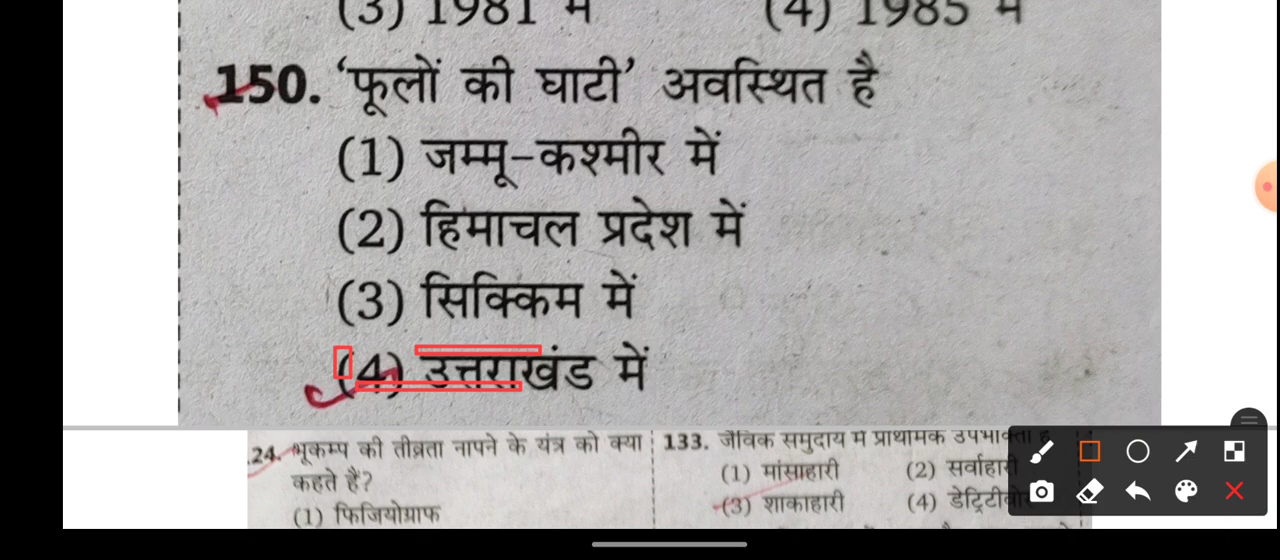 (3) 1981 में (4) 1985 में
150. ‘फूलों की घाटी’ अवस्थित है
(1) जम्मू-कश्मीर में
(2) हिमाचल प्रदेश में
(3) सिक्किम में
(4) उत्तराखंड में
24. भूकम्प की तीव्रता नापने के यंत्र को क्या
कहते हैं?
(1) फिजियोग्राफ
133. जैविक समुदाय में प्राथमिक उपभोक्ता है
(1) मांसाहारी (2) सर्वाहारी
(3) शाकाहारी (4)